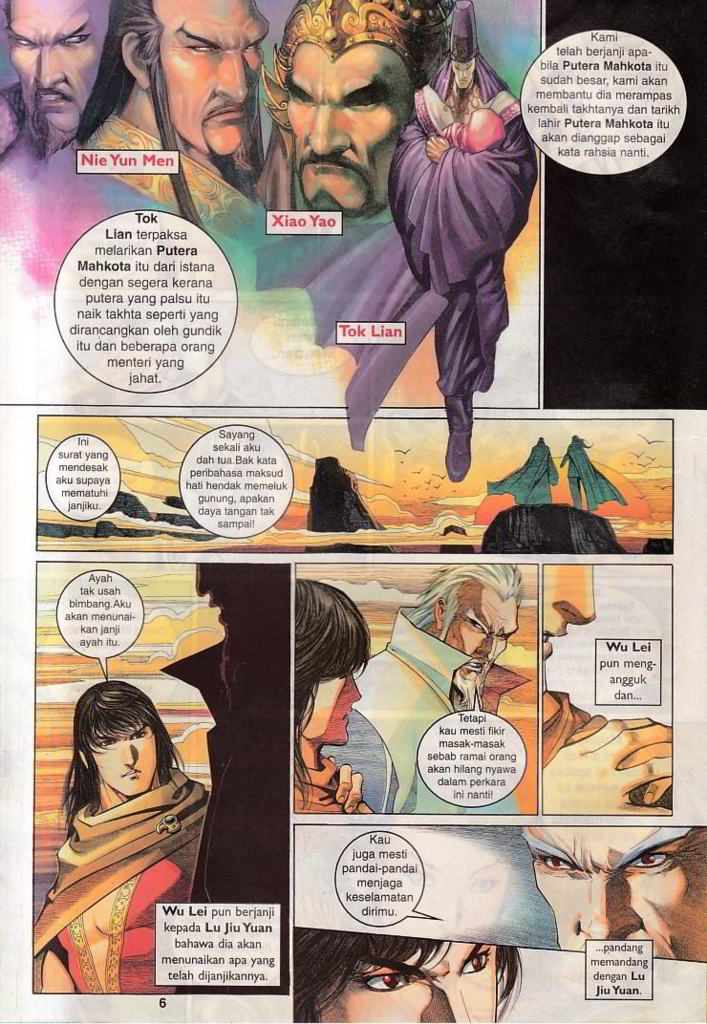 Kami
telah berjanji apa-
bila Putera Mahkota itu
sudah besar, kami akan
membantu dia merampas
kembali takhtanya dan tarikh
lahir Putera Mahkota itu
akan dianggap sebagai
kata rahsia nanti.
Nie Yun Men
Xiao Yao
Tok
Lian terpaksa
melarikan Putera
Mahkota itu dari istana
dengan segera kerana
putera yang palsu itu
naik takhta seperti yang
dirancangkan oleh gundik
itu dan beberapa orang
menteri yang
jahat.
Tok Lian
Ini
surat yang
mendesak
aku supaya
mematuhi
janjiku.
Sayang
sekali aku
dah tua.Bak kata
peribahasa maksud
hati hendak memeluk
gunung, apakan
daya tangan tak
sampai!
Ayah
tak usah
bimbang.Aku
akan menunai-
kan janji
ayah itu.
Wu Lei pun berjanji
kepada Lu Jiu Yuan
bahawa dia akan
menunaikan apa yang
telah dijanjikannya.
Tetapi
kau mesti fikir
masak-masak
sebab ramai orang
akan hilang nyawa
dalam perkara
ini nanti!
Wu Lei
pun meng-
angguk
dan...
Kau
juga mesti
pandai-pandai
menjaga
keselamatan
dirimu.
...pandang
memandang
dengan Lu
Jiu Yuan.
6